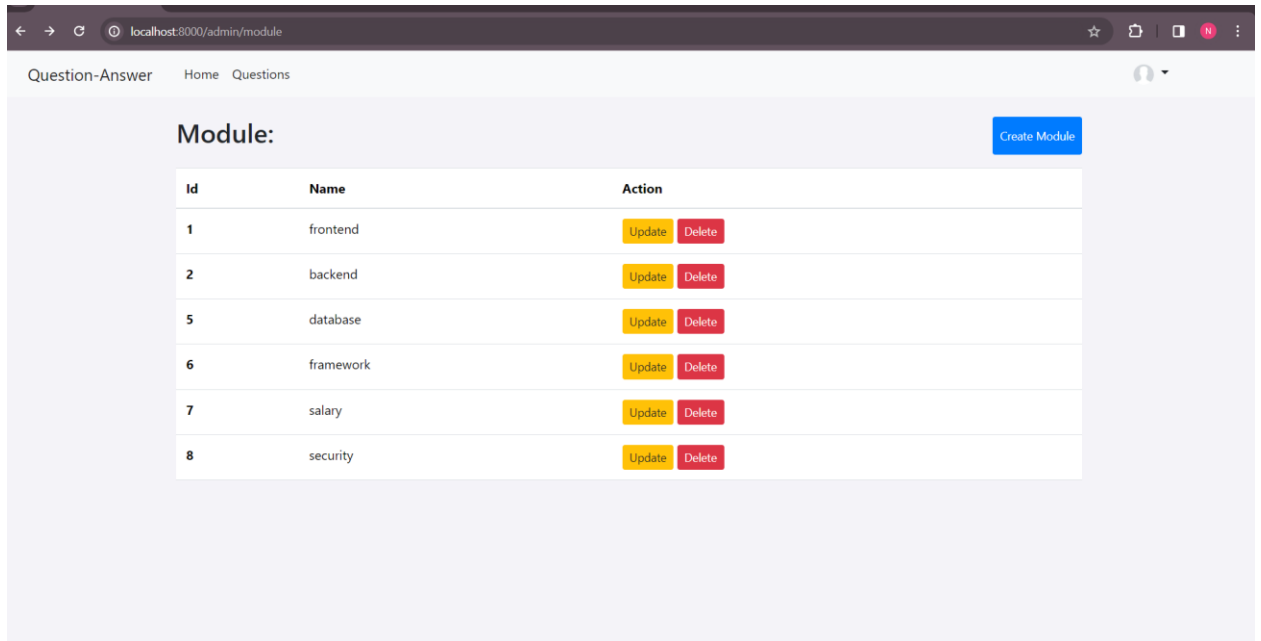 localhost:8000/admin/module
N
Question-Answer Home Questions
Module:
Create Module
Id Name Action
1 frontend Update Delete
2 backend Update Delete
5 database Update Delete
6 framework Update Delete
7 salary Update Delete
8 security Update Delete